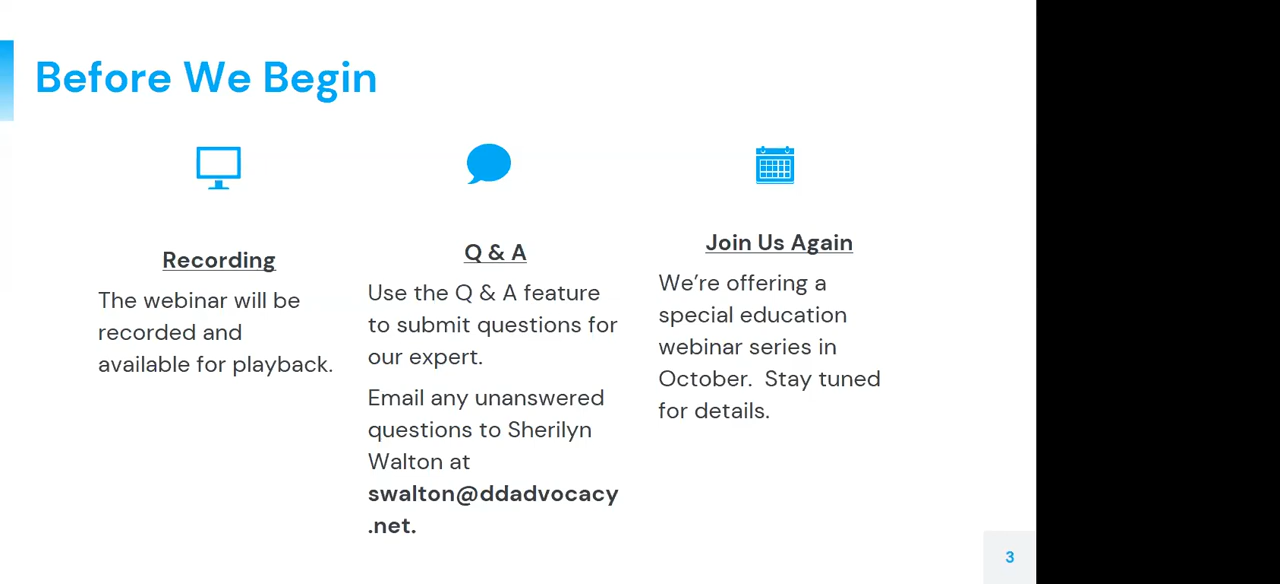 Before We Begin
Recording
The webinar will be
recorded and
available for playback.
Q & A
Use the Q & A feature
to submit questions for
our expert.
Email any unanswered
questions to Sherilyn
Walton at
swalton@ddadvocacy
.net.
Join Us Again
We’re offering a
special education
webinar series in
October.  Stay tuned
for details.
3